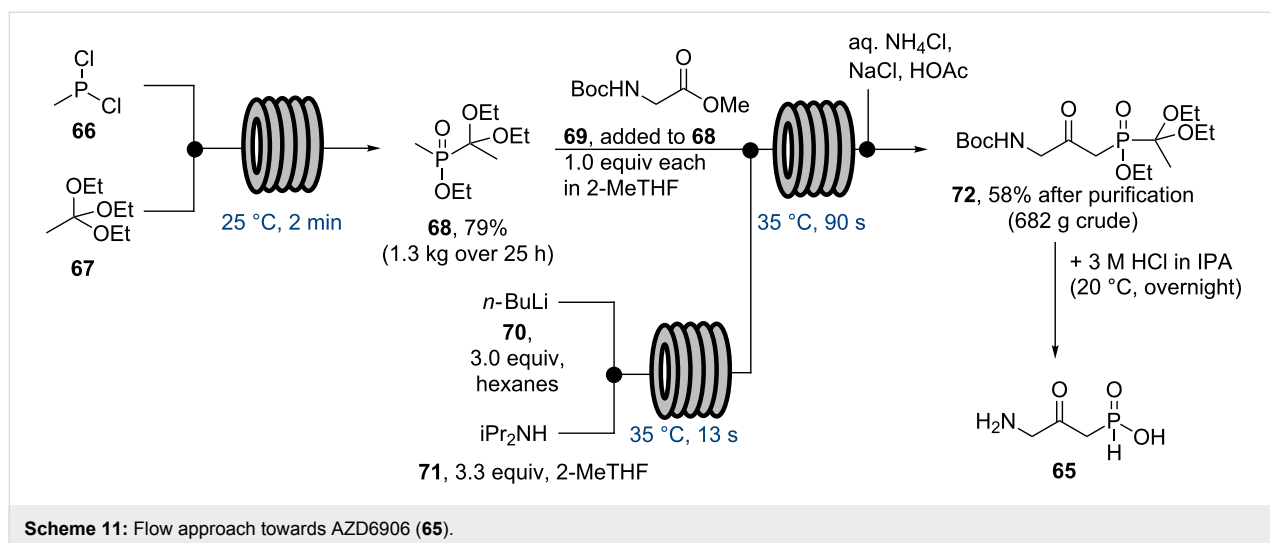 Cl
P
Cl
66
OEt
OEt
OEt
67
25 °C, 2 min
O
OEt
P
OEt
OEt
68, 79%
(1.3 kg over 25 h)
BocHN
O
OMe
69, added to 68
1.0 equiv each
in 2-MeTHF
n-BuLi
70,
3.0 equiv,
hexanes
iPr₂NH
35 °C, 13 s
71, 3.3 equiv, 2-MeTHF
35 °C, 90 s
aq. NH₄Cl,
NaCl, HOAc
BocHN
O
O
OEt
P
OEt
OEt
72, 58% after purification
(682 g crude)
+ 3 M HCl in IPA
(20 °C, overnight)
H₂N
O
O
P
OH
H
65
Scheme 11: Flow approach towards AZD6906 (65).